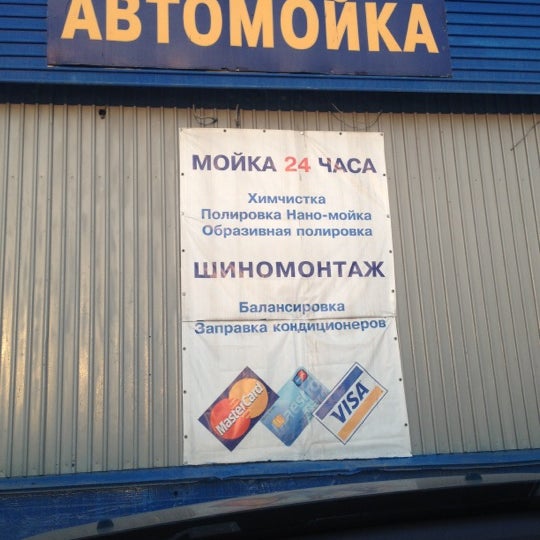 АВТОМОЙКА
МОЙКА 24 ЧАСА
Химчистка
Полировка Нано-мойка
Образивная полировка
ШИНОМОНТАЖ
Балансировка
Заправка кондиционеров
MasterCard
VISA